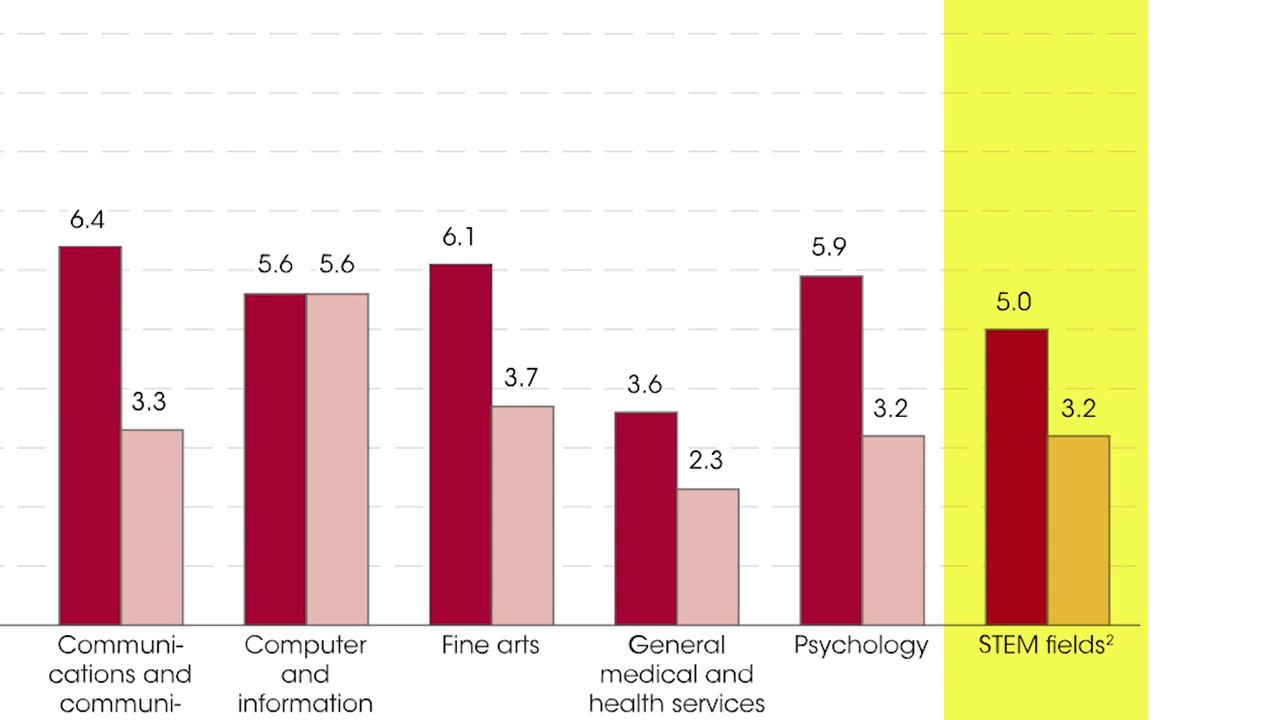 6.4
3.3
5.6 5.6
6.1
3.7
3.6
2.3
5.9
3.2
5.0
3.2
Communi-
cations and
communi-
Computer
and
information
Fine arts
General
medical and
health services
Psychology
STEM fields²